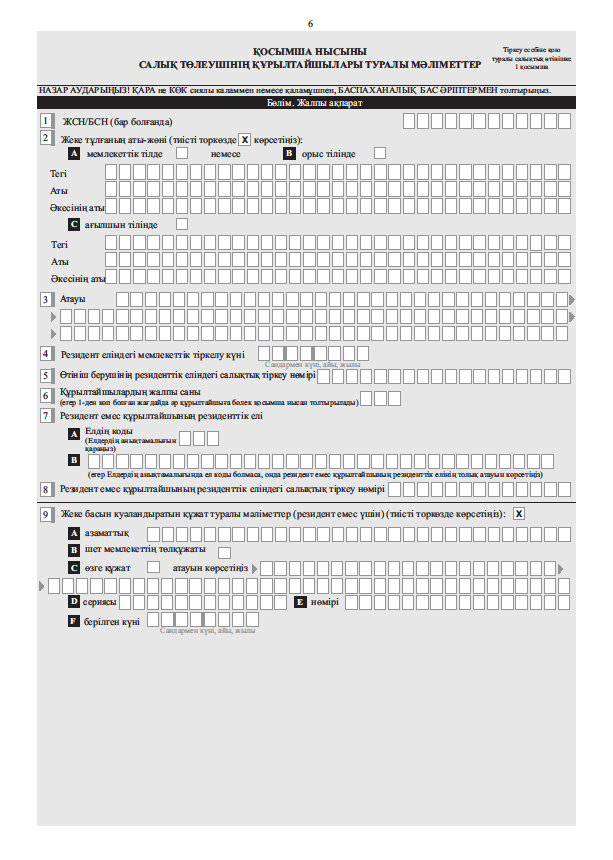 6
ҚОСЫМША НЫСЫНЫ
САЛЫҚ ТӨЛЕУШІНІҢ ҚҰРЫЛТАЙШЫЛАРЫ ТУРАЛЫ МӘЛІМЕТТЕР
Тіркеу есебіне қою
туралы салықтық өтінішке
1 қосымша
НАЗАР АУДАРЫҢЫЗ! ҚАРА не КӨК сиялы қаламмен немесе қаламұшпен, БАСПАХАНАЛЫҚ БАС ӘРІПТЕРМЕН толтырыңыз.
Бөлім. Жалпы ақпарат
1 ЖСН/БСН (бар болғанда)
2 Жеке тұлғаның аты-жөні (тиісті торкөзде X көрсетіңіз):
A мемлекеттік тілде немесе B орыс тілінде
Тегі
Аты
Әкесінің аты
C ағылшын тілінде
Тегі
Аты
Әкесінің аты
3 Атауы
4 Резидент еліндегі мемлекеттік тіркелу күні
Сандармен күні, айы, жылы
5 Өтініш берушінің резиденттік еліндегі салықтық тіркеу нөмірі
6 Құрылтайшылардың жалпы саны
(егер 1-ден көп болған жағдайда әр құрылтайшыға бөлек қосымша нысан толтырылады)
7 Резидент емес құрылтайшының резиденттік елі
A Елдің коды
(Елдердің анықтамалығын
қараңыз)
B
(егер Елдердің анықтамалығында ел коды болмаса, онда резидент емес құрылтайшының резиденттік елінің толық атауын көрсетіңіз)
8 Резидент емес құрылтайшының резиденттік еліндегі салықтық тіркеу нөмірі
9 Жеке басын куәландыратын құжат туралы мәліметтер (резидент емес үшін) (тиісті торкөзде көрсетіңіз): X
A азаматтық
B шет мемлекеттің төлқұжаты
C өзге құжат атауын көрсетіңіз
D сериясы E нөмірі
F берілген күні
Сандармен күні, айы, жылы